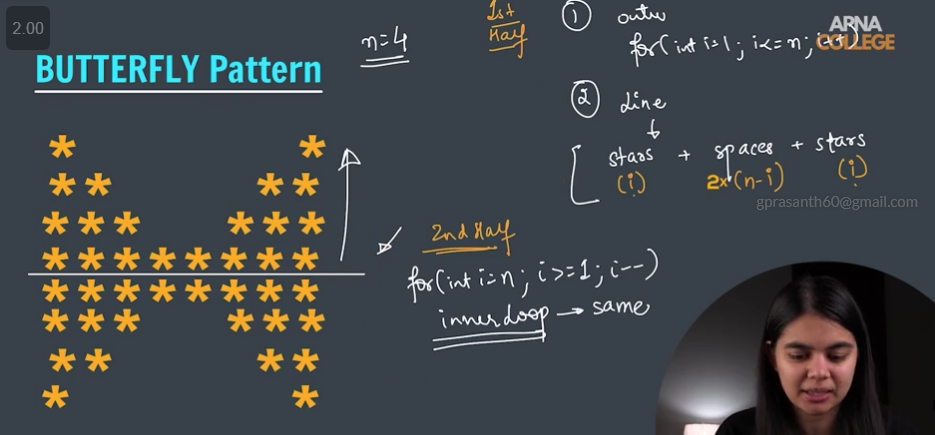 2.00
BUTTERFLY Pattern
n=4
1st
Half
① outer
for(int i=1; i<=n; i++)
ARNA
COLLEGE
② Line
↓
[ stars + spaces + stars
(i) 2x(n-i) (i)
gprasanth60@gmail.com
* *
** **
*** ***
********
********
*** ***
** **
* *
2nd Half
for(int i=n; i>=1; i--)
inner loop → same